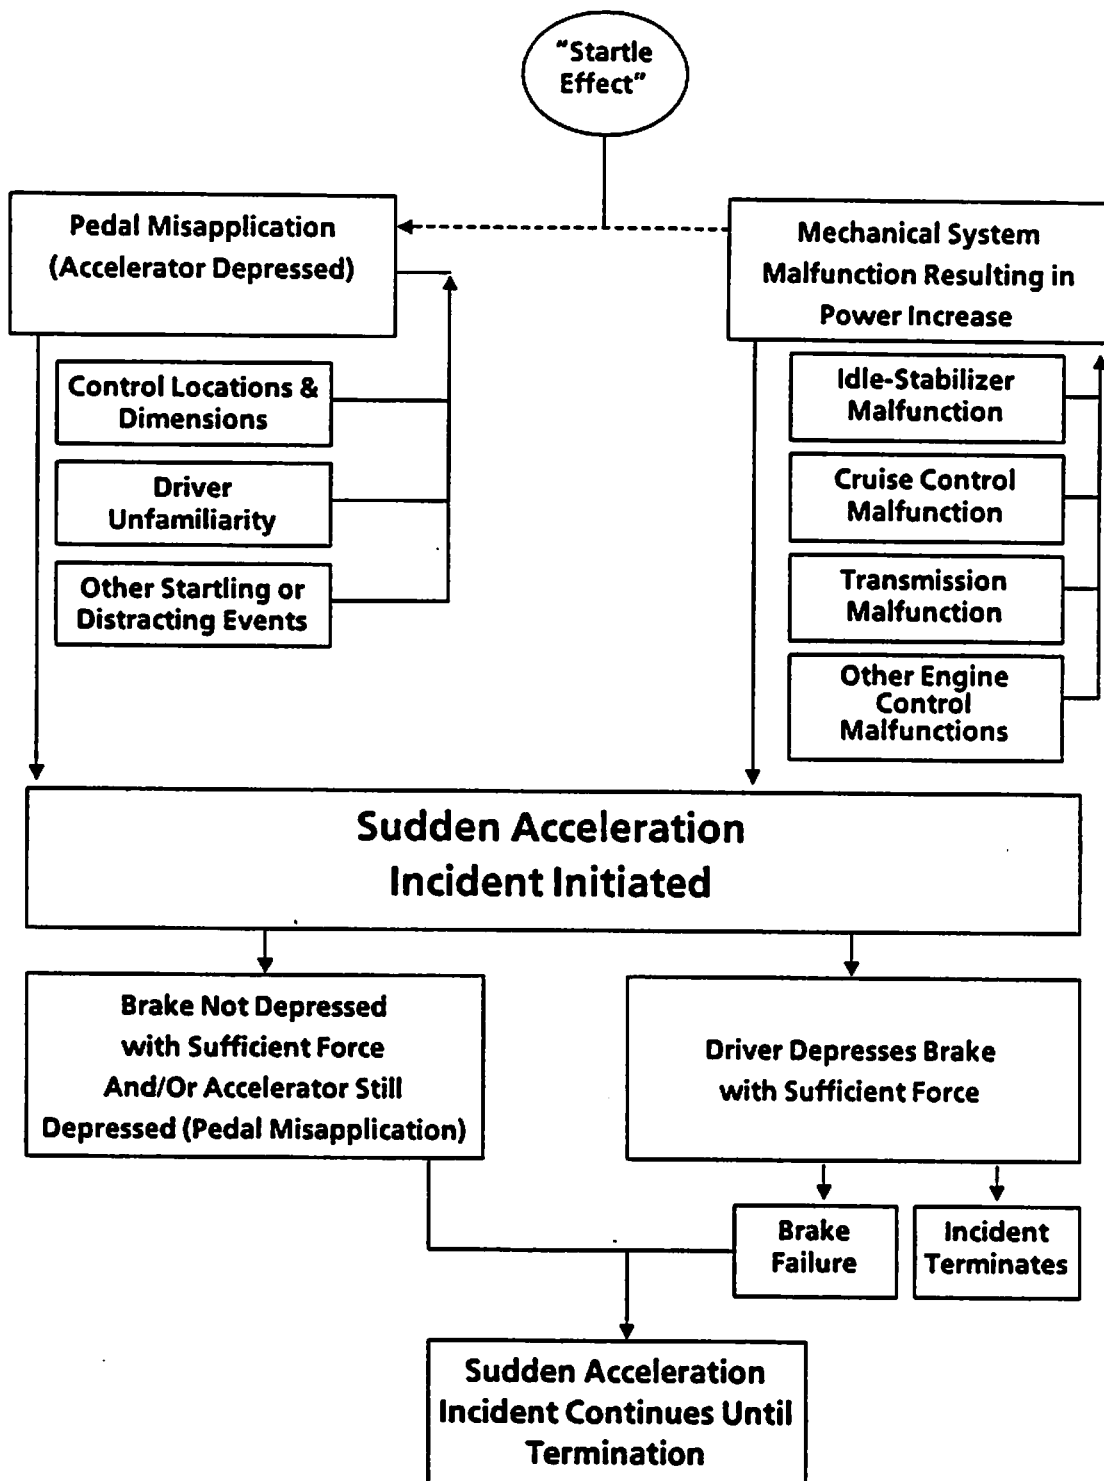 "Startle
Effect"
Pedal Misapplication
(Accelerator Depressed)
Mechanical System
Malfunction Resulting in
Power Increase
Control Locations &
Dimensions
Driver
Unfamiliarity
Other Startling or
Distracting Events
Idle-Stabilizer
Malfunction
Cruise Control
Malfunction
Transmission
Malfunction
Other Engine
Control
Malfunctions
Sudden Acceleration
Incident Initiated
Brake Not Depressed
with Sufficient Force
And/Or Accelerator Still
Depressed (Pedal Misapplication)
Driver Depresses Brake
with Sufficient Force
Brake
Failure
Incident
Terminates
Sudden Acceleration
Incident Continues Until
Termination